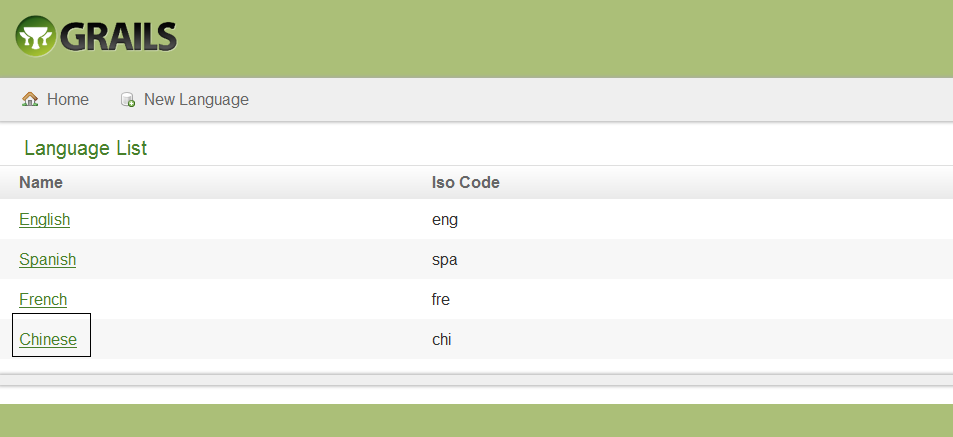 GRAILS
Home New Language
Language List
Name Iso Code
English eng
Spanish spa
French fre
Chinese chi